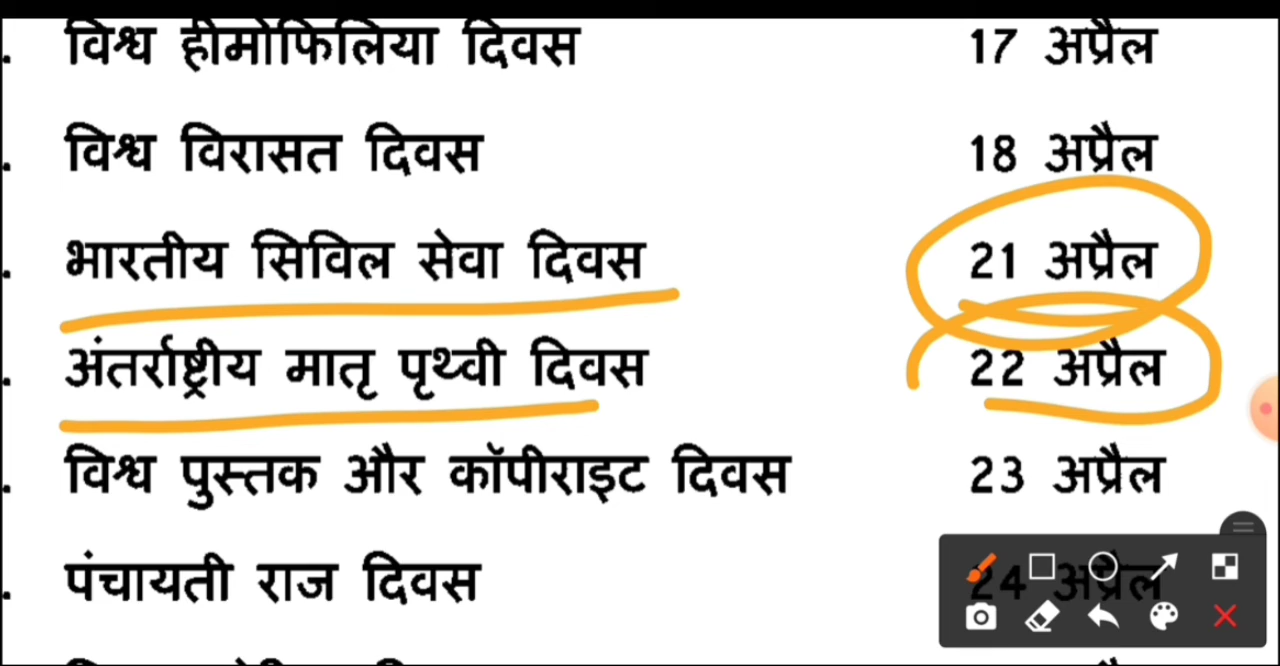 . विश्व हीमोफिलिया दिवस 17 अप्रैल
. विश्व विरासत दिवस 18 अप्रैल
. भारतीय सिविल सेवा दिवस 21 अप्रैल
. अंतर्राष्ट्रीय मातृ पृथ्वी दिवस 22 अप्रैल
. विश्व पुस्तक और कॉपीराइट दिवस 23 अप्रैल
. पंचायती राज दिवस 24 अप्रैल